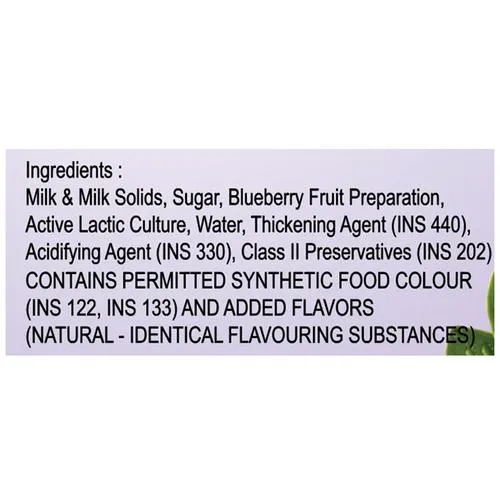 Ingredients :
Milk & Milk Solids, Sugar, Blueberry Fruit Preparation,
Active Lactic Culture, Water, Thickening Agent (INS 440),
Acidifying Agent (INS 330), Class II Preservatives (INS 202)
CONTAINS PERMITTED SYNTHETIC FOOD COLOUR
(INS 122, INS 133) AND ADDED FLAVORS
(NATURAL - IDENTICAL FLAVOURING SUBSTANCES)